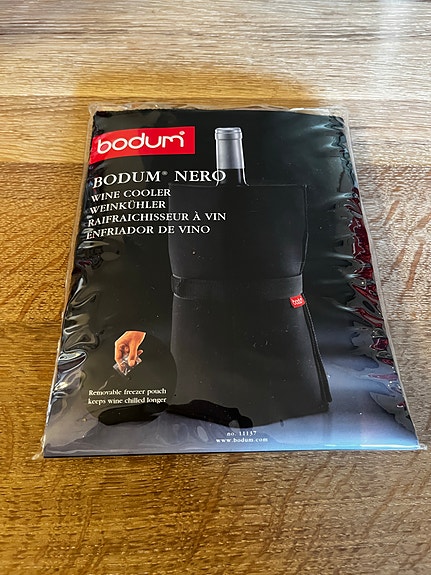 bodum®
BODUM® NERO
WINE COOLER
WEINKÜHLER
RAIFRAICHISSEUR À VIN
ENFRIADOR DE VINO
Removable freezer pouch
keeps wine chilled longer
no. 11137
www.bodum.com